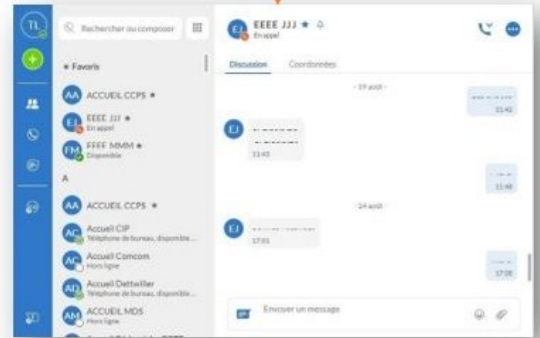 TL
Rechercher ou composer
★ Favoris
AA ACCUEIL CCPS ★
EJ EEEE JJJ ★
En appel
FM FFFF MMM ★
Disponible
A
AC ACCUEIL CCPS ★
AC Accueil CIP
Téléphone de bureau, disponible ...
AC Accueil Comcom
Hors ligne
AD Accueil Dettwiller
Téléphone de bureau, disponible ...
AM ACCUEIL MDS
Hors ligne
EJ EEEE JJJ ★
En appel
Discussion Coordonnées
- 19 août -
11:42
EJ
11:43
11:48
- 24 août -
EJ
17:01
17:08
Envoyer un message